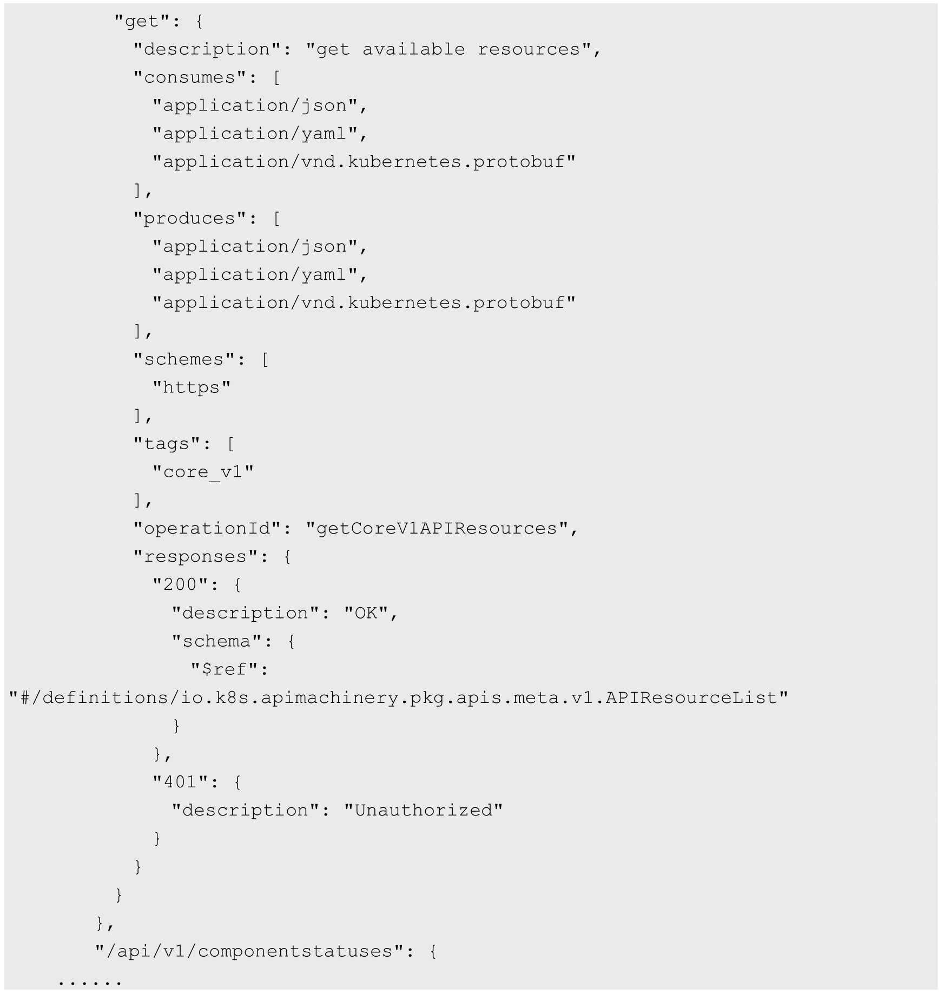 "get": {
"description": "get available resources",
"consumes": [
"application/json",
"application/yaml",
"application/vnd.kubernetes.protobuf"
],
"produces": [
"application/json",
"application/yaml",
"application/vnd.kubernetes.protobuf"
],
"schemes": [
"https"
],
"tags": [
"core_v1"
],
"operationId": "getCoreV1APIResources",
"responses": {
"200": {
"description": "OK",
"schema": {
"$ref":
"#/definitions/io.k8s.apimachinery.pkg.apis.meta.v1.APIResourceList"
}
},
"401": {
"description": "Unauthorized"
}
}
}
},
"/api/v1/componentstatuses": {
......